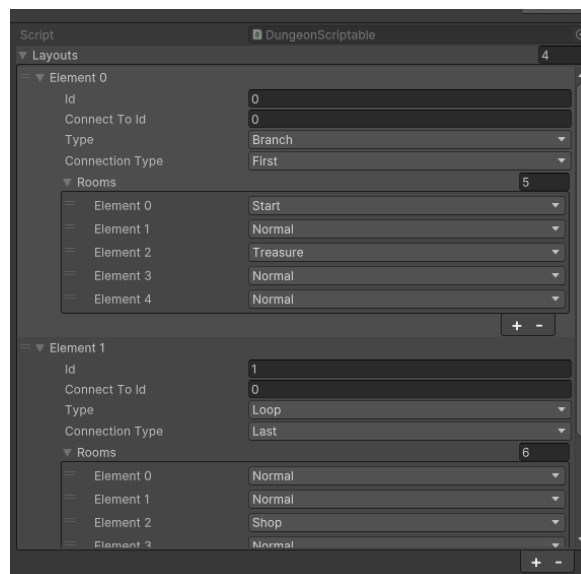 Script DungeonScriptable
Layouts 4
Element 0
Id 0
Connect To Id 0
Type Branch
Connection Type First
Rooms 5
Element 0 Start
Element 1 Normal
Element 2 Treasure
Element 3 Normal
Element 4 Normal
+ -
Element 1
Id 1
Connect To Id 0
Type Loop
Connection Type Last
Rooms 6
Element 0 Normal
Element 1 Normal
Element 2 Shop
Element 3 Normal
+ -